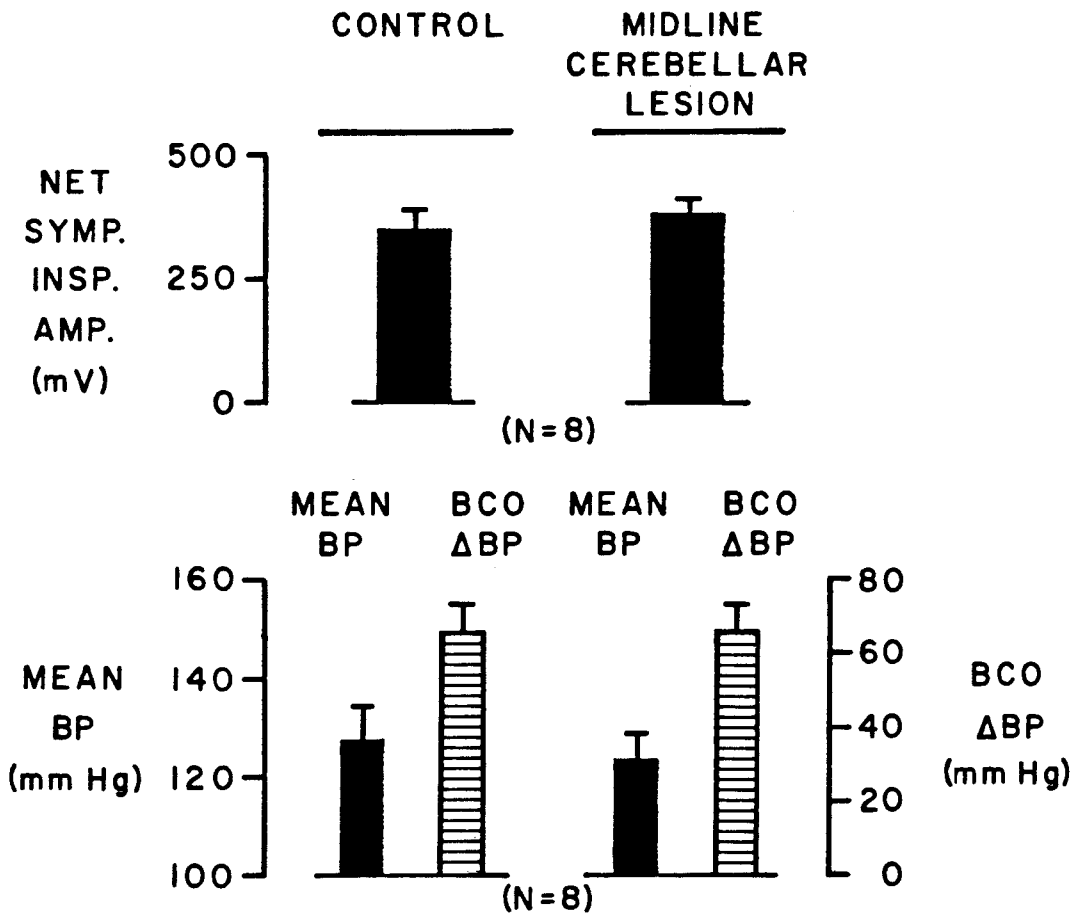 CONTROL
MIDLINE
CEREBELLAR
LESION
NET
SYMP.
INSP.
AMP.
(mV)
500
250
0
(N=8)
MEAN
BP
BCO
ΔBP
MEAN
BP
BCO
ΔBP
MEAN
BP
(mm Hg)
160
140
120
100
80
60
40
20
0
BCO
ΔBP
(mm Hg)
(N=8)